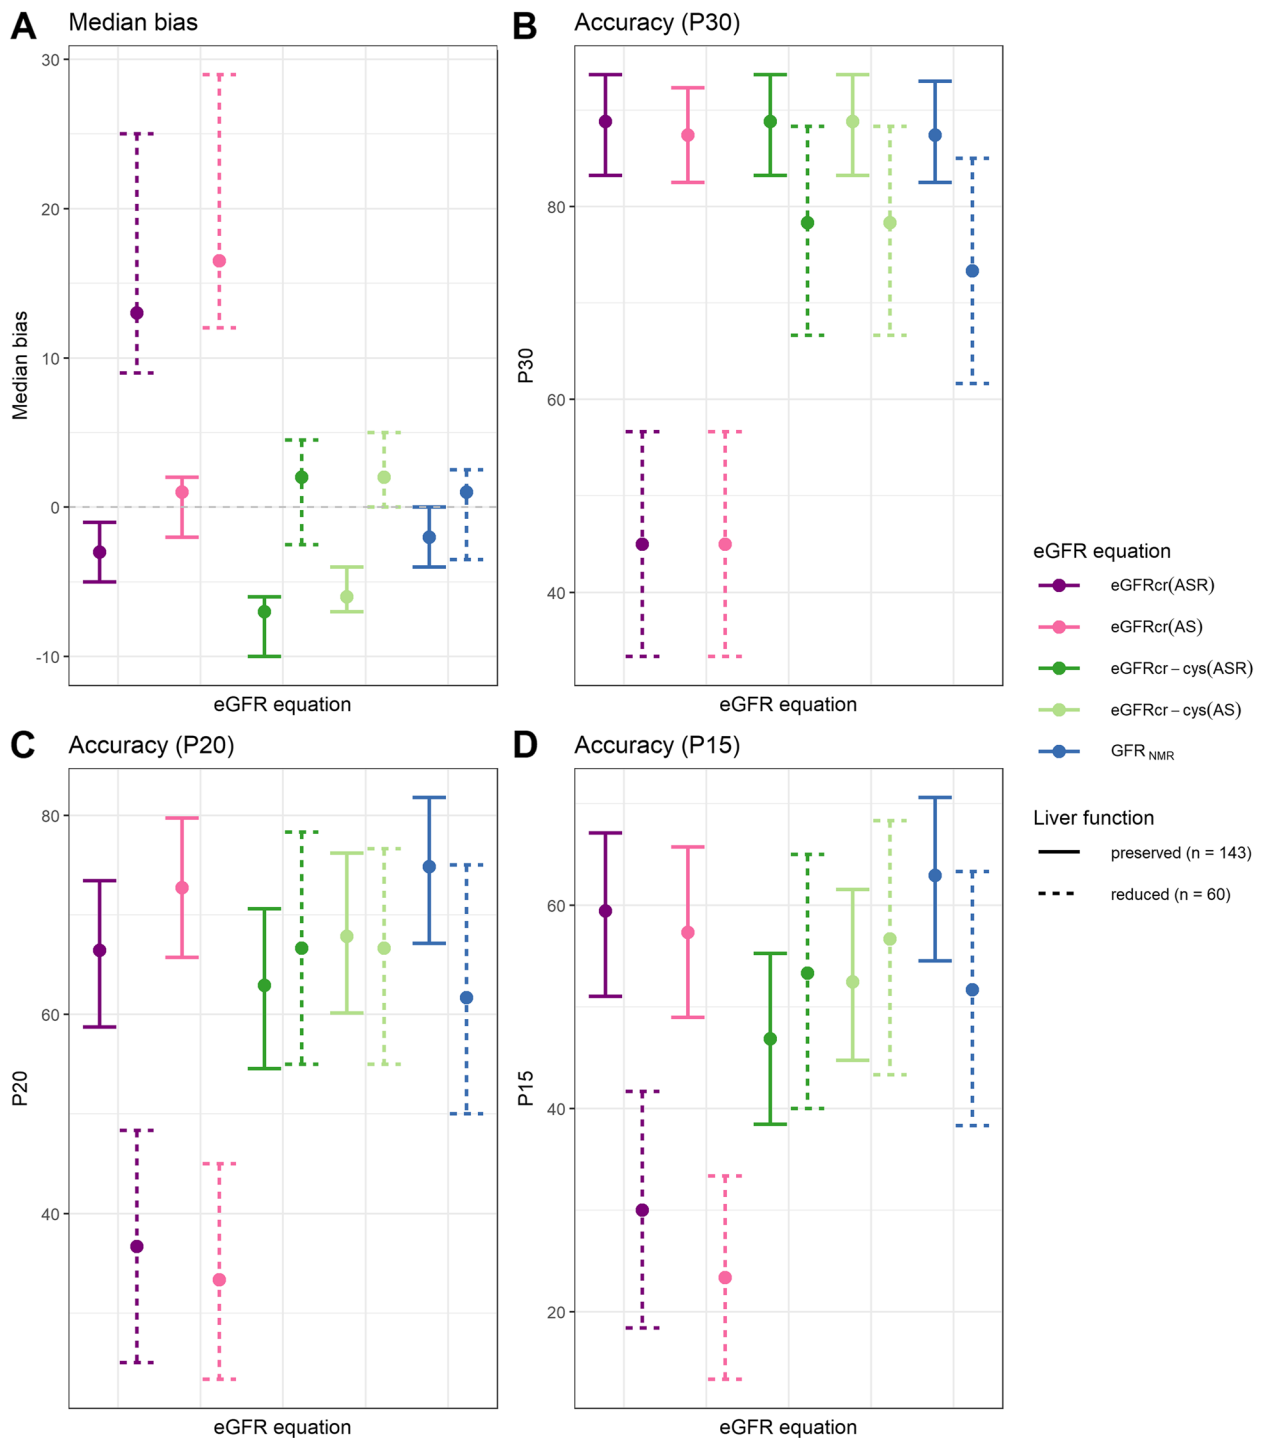 A Median bias
30
20
10
0
-10
Median bias
eGFR equation
B Accuracy (P30)
80
60
40
P30
eGFR equation
C Accuracy (P20)
80
60
40
P20
eGFR equation
D Accuracy (P15)
60
40
20
P15
eGFR equation
eGFR equation
eGFRcr(ASR)
eGFRcr(AS)
eGFRcr–cys(ASR)
eGFRcr–cys(AS)
GFR NMR
Liver function
preserved (n = 143)
reduced (n = 60)